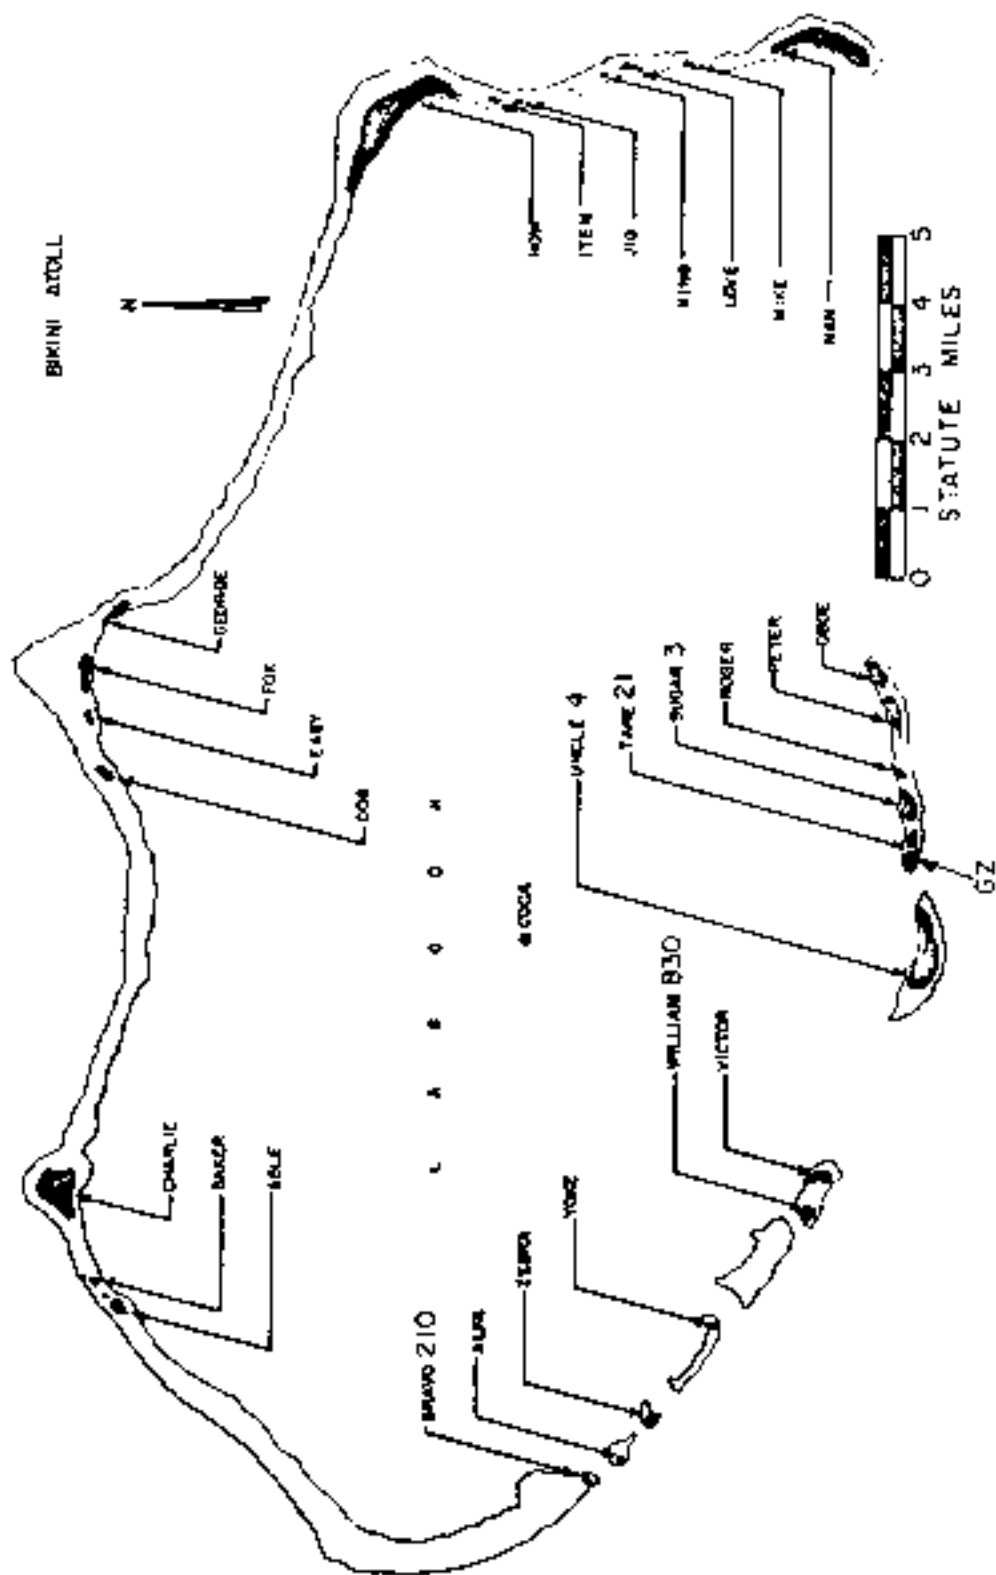 BIKINI ATOLL
N
HOW
ITEM
JIG
KING
LOVE
MIKE
NAN
GEORGE
FOX
EASY
DOG
CHARLIE
BAKER
ABLE
LAGOON
COCA
BRAVO 210
ALFA
ZEBRA
YOKE
WILLIAM 830
VICTOR
UNCLE 4
TARE 21
SUGAR 3
ROGER
PETER
OBOE
GZ
0 1 2 3 4 5
STATUTE MILES